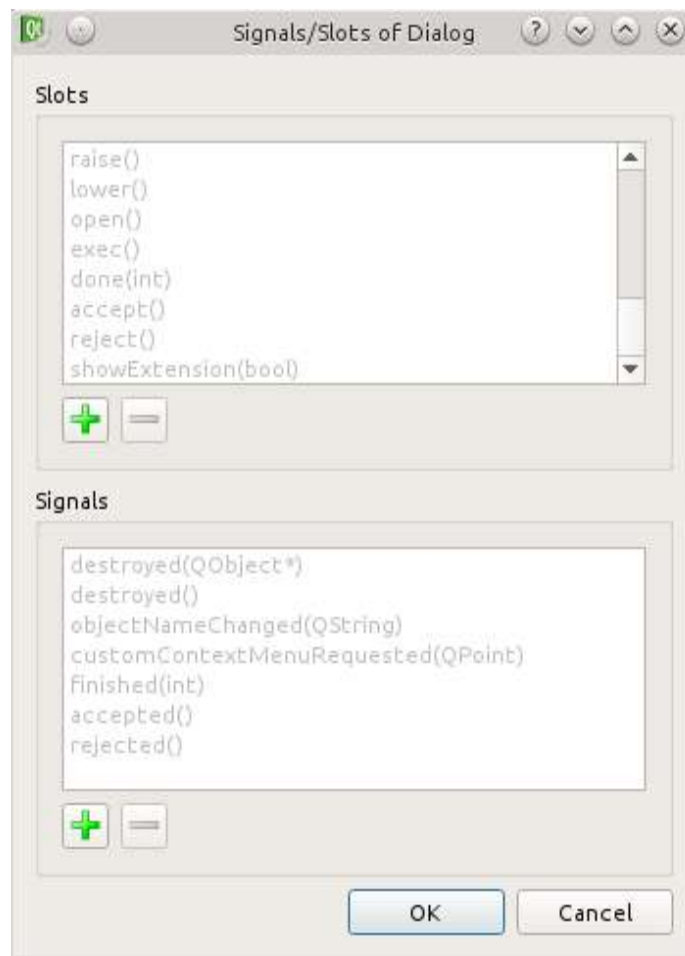 Signals/Slots of Dialog
Slots
raise()
lower()
open()
exec()
done(int)
accept()
reject()
showExtension(bool)
Signals
destroyed(QObject*)
destroyed()
objectNameChanged(QString)
customContextMenuRequested(QPoint)
finished(int)
accepted()
rejected()
OK Cancel